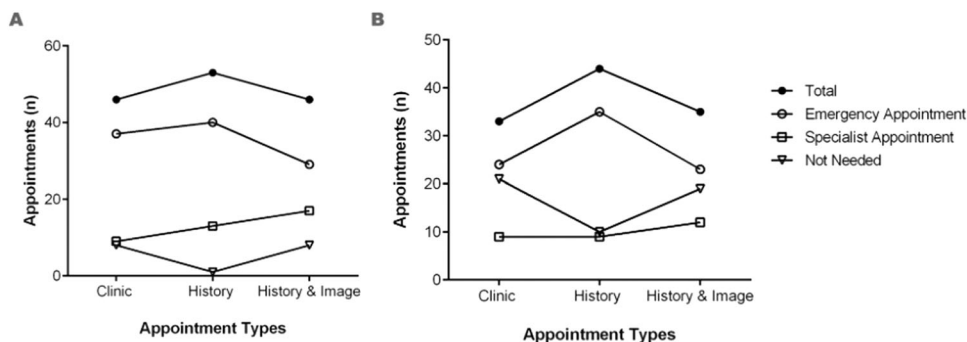 A
60
40
20
0
Appointments (n)
Clinic History History & Image
Appointment Types
B
50
40
30
20
10
0
Appointments (n)
Clinic History History & Image
Appointment Types
Total
Emergency Appointment
Specialist Appointment
Not Needed